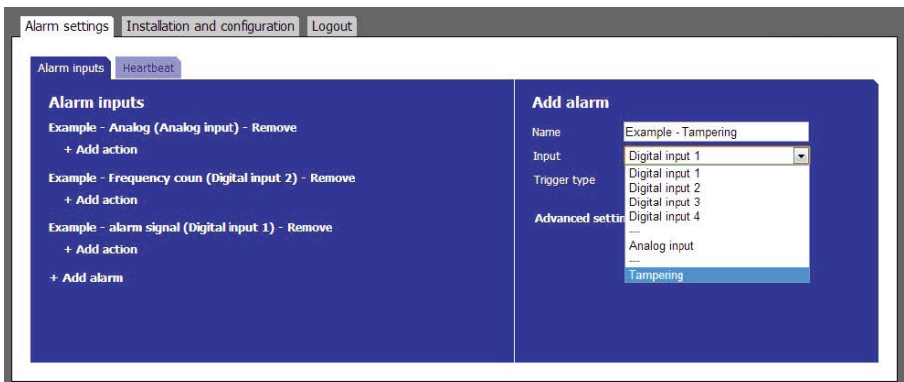 Alarm settings Installation and configuration Logout
Alarm inputs Heartbeat
Alarm inputs
Example - Analog (Analog input) - Remove
+ Add action
Example - Frequency coun (Digital input 2) - Remove
+ Add action
Example - alarm signal (Digital input 1) - Remove
+ Add action
+ Add alarm
Add alarm
Name Example - Tampering
Input Digital input 1
Trigger type
Advanced settin
Digital input 1
Digital input 2
Digital input 3
Digital input 4
---
Analog input
---
Tampering